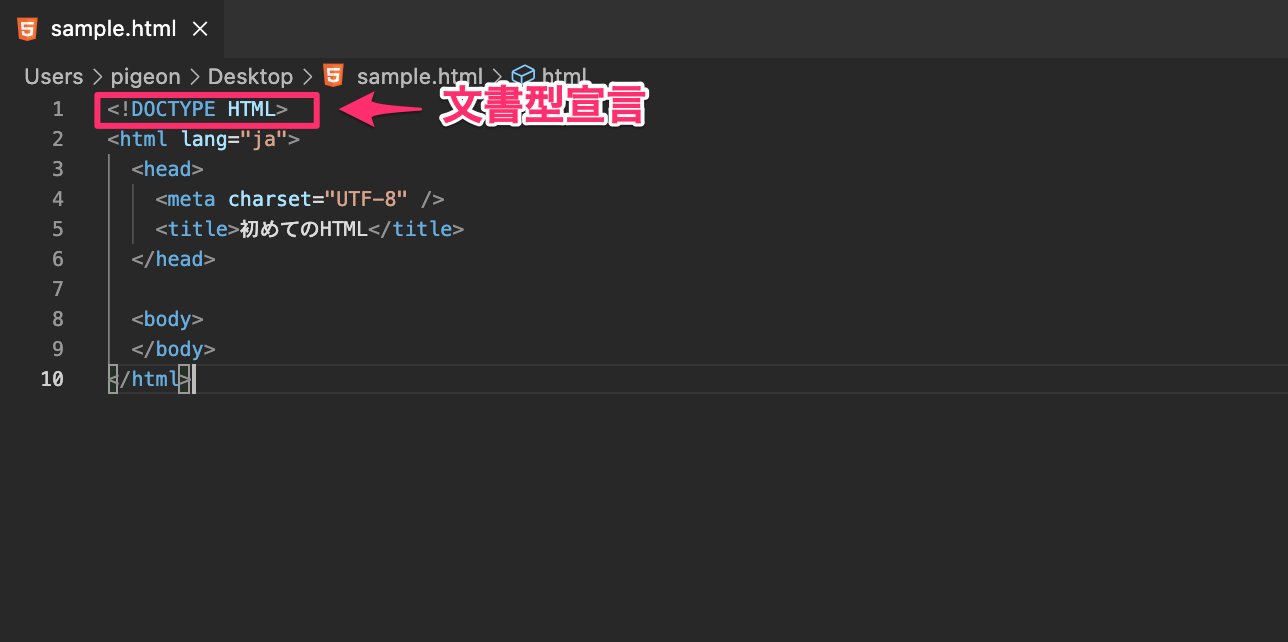 sample.html ×
Users > pigeon > Desktop > sample.html > html
文書型宣言
1 <!DOCTYPE HTML>
2 <html lang="ja">
3 <head>
4 <meta charset="UTF-8" />
5 <title>初めてのHTML</title>
6 </head>
7
8 <body>
9 </body>
10 </html>